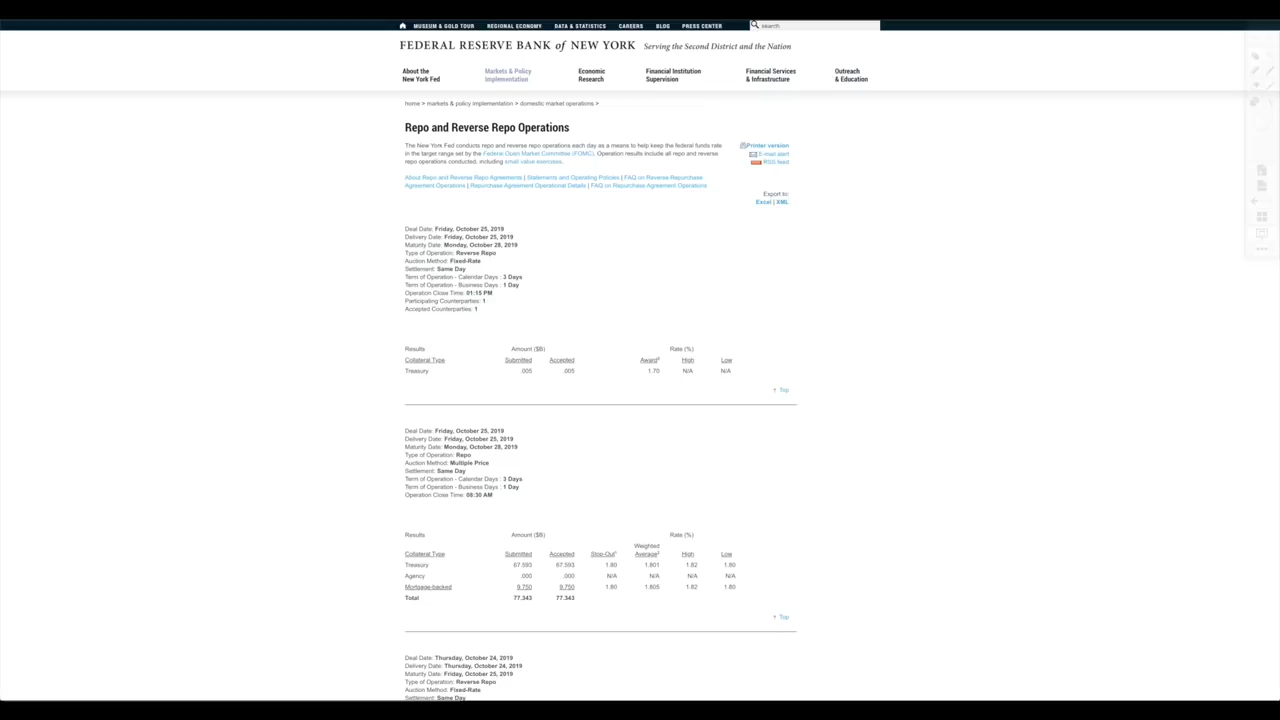 MUSEUM & GOLD TOUR REGIONAL ECONOMY DATA & STATISTICS CAREERS BLOG PRESS CENTER search
FEDERAL RESERVE BANK of NEW YORK Serving the Second District and the Nation
About the New York Fed
Markets & Policy Implementation
Economic Research
Financial Institution Supervision
Financial Services & Infrastructure
Outreach & Education
home > markets & policy implementation > domestic market operations >
Repo and Reverse Repo Operations
The New York Fed conducts repo and reverse repo operations each day as a means to help keep the federal funds rate
in the target range set by the Federal Open Market Committee (FOMC). Operation results include all repo and reverse
repo operations conducted, including small value exercises.
Printer version
E-mail alert
RSS feed
About Repo and Reverse Repo Agreements | Statements and Operating Policies | FAQ on Reverse Repurchase
Agreement Operations | Repurchase Agreement Operational Details | FAQ on Repurchase Agreement Operations
Export to:
Excel | XML
Deal Date: Friday, October 25, 2019
Delivery Date: Friday, October 25, 2019
Maturity Date: Monday, October 28, 2019
Type of Operation: Reverse Repo
Auction Method: Fixed-Rate
Settlement: Same Day
Term of Operation - Calendar Days : 3 Days
Term of Operation - Business Days : 1 Day
Operation Close Time: 01:15 PM
Participating Counterparties: 1
Accepted Counterparties: 1
Results Amount ($B) Rate (%)
Collateral Type Submitted Accepted Award³ High Low
Treasury .005 .005 1.70 N/A N/A
↑ Top
Deal Date: Friday, October 25, 2019
Delivery Date: Friday, October 25, 2019
Maturity Date: Monday, October 28, 2019
Type of Operation: Repo
Auction Method: Multiple Price
Settlement: Same Day
Term of Operation - Calendar Days : 3 Days
Term of Operation - Business Days : 1 Day
Operation Close Time: 08:30 AM
Results Amount ($B) Rate (%)
Collateral Type Submitted Accepted Stop-Out¹ Weighted Average² High Low
Treasury 67.593 67.593 1.80 1.801 1.82 1.80
Agency .000 .000 N/A N/A N/A N/A
Mortgage-backed 9.750 9.750 1.80 1.805 1.82 1.80
Total 77.343 77.343
↑ Top
Deal Date: Thursday, October 24, 2019
Delivery Date: Thursday, October 24, 2019
Maturity Date: Friday, October 25, 2019
Type of Operation: Reverse Repo
Auction Method: Fixed-Rate
Settlement: Same Day